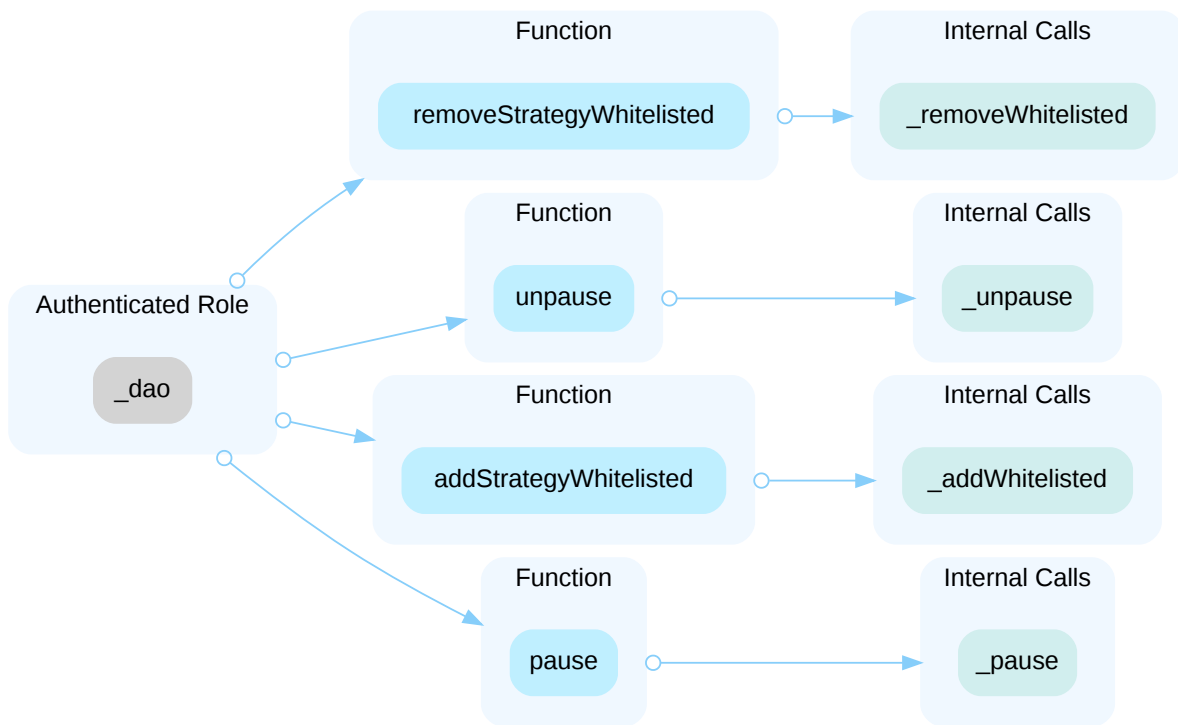 Function
Internal Calls
removeStrategyWhitelisted
_removeWhitelisted
Function
Internal Calls
unpause
_unpause
Authenticated Role
_dao
Function
Internal Calls
addStrategyWhitelisted
_addWhitelisted
Function
Internal Calls
pause
_pause